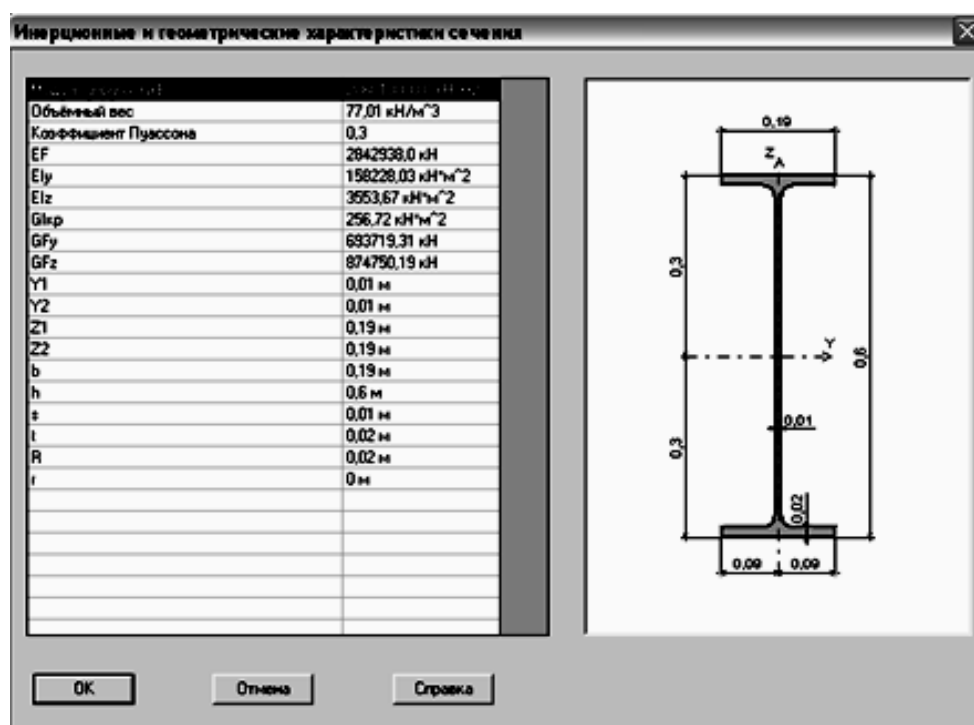 Инерционные и геометрические характеристики сечения
Объёмный вес 77,01 кН/м^3
Коэффициент Пуассона 0.3
EF 2842938,0 кН
EIy 158228,03 кН*м^2
EIz 3553,67 кН*м^2
GIкр 256,72 кН*м^2
GFy 693719,31 кН
GFz 874750,19 кН
Y1 0,01 м
Y2 0,01 м
Z1 0,19 м
Z2 0,19 м
b 0,19 м
h 0,6 м
s 0,01 м
t 0,02 м
R 0,02 м
r 0 м
0,19
Z
0,3
Y
0,6
0,01
0,3
0,02
0,09 0,09
OK Отмена Справка